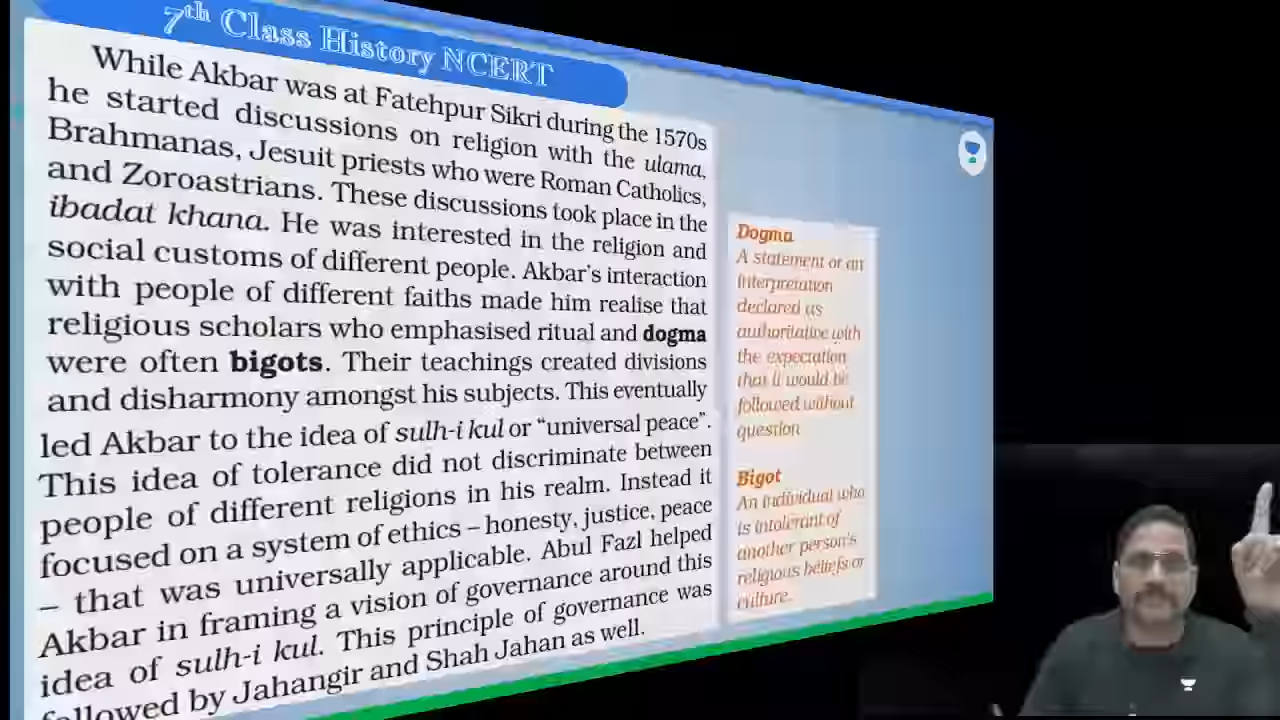 7th Class History NCERT
While Akbar was at Fatehpur Sikri during the 1570s
he started discussions on religion with the ulama,
Brahmanas, Jesuit priests who were Roman Catholics,
and Zoroastrians. These discussions took place in the
ibadat khana. He was interested in the religion and
social customs of different people. Akbar's interaction
with people of different faiths made him realise that
religious scholars who emphasised ritual and dogma
were often bigots. Their teachings created divisions
and disharmony amongst his subjects. This eventually
led Akbar to the idea of sulh-i kul or “universal peace”.
This idea of tolerance did not discriminate between
people of different religions in his realm. Instead it
focused on a system of ethics – honesty, justice, peace
– that was universally applicable. Abul Fazl helped
Akbar in framing a vision of governance around this
idea of sulh-i kul. This principle of governance was
followed by Jahangir and Shah Jahan as well.
Dogma
A statement or an
interpretation
declared as
authoritative with
the expectation
that it would be
followed without
question
Bigot
An individual who
is intolerant of
another person's
religious beliefs or
culture.